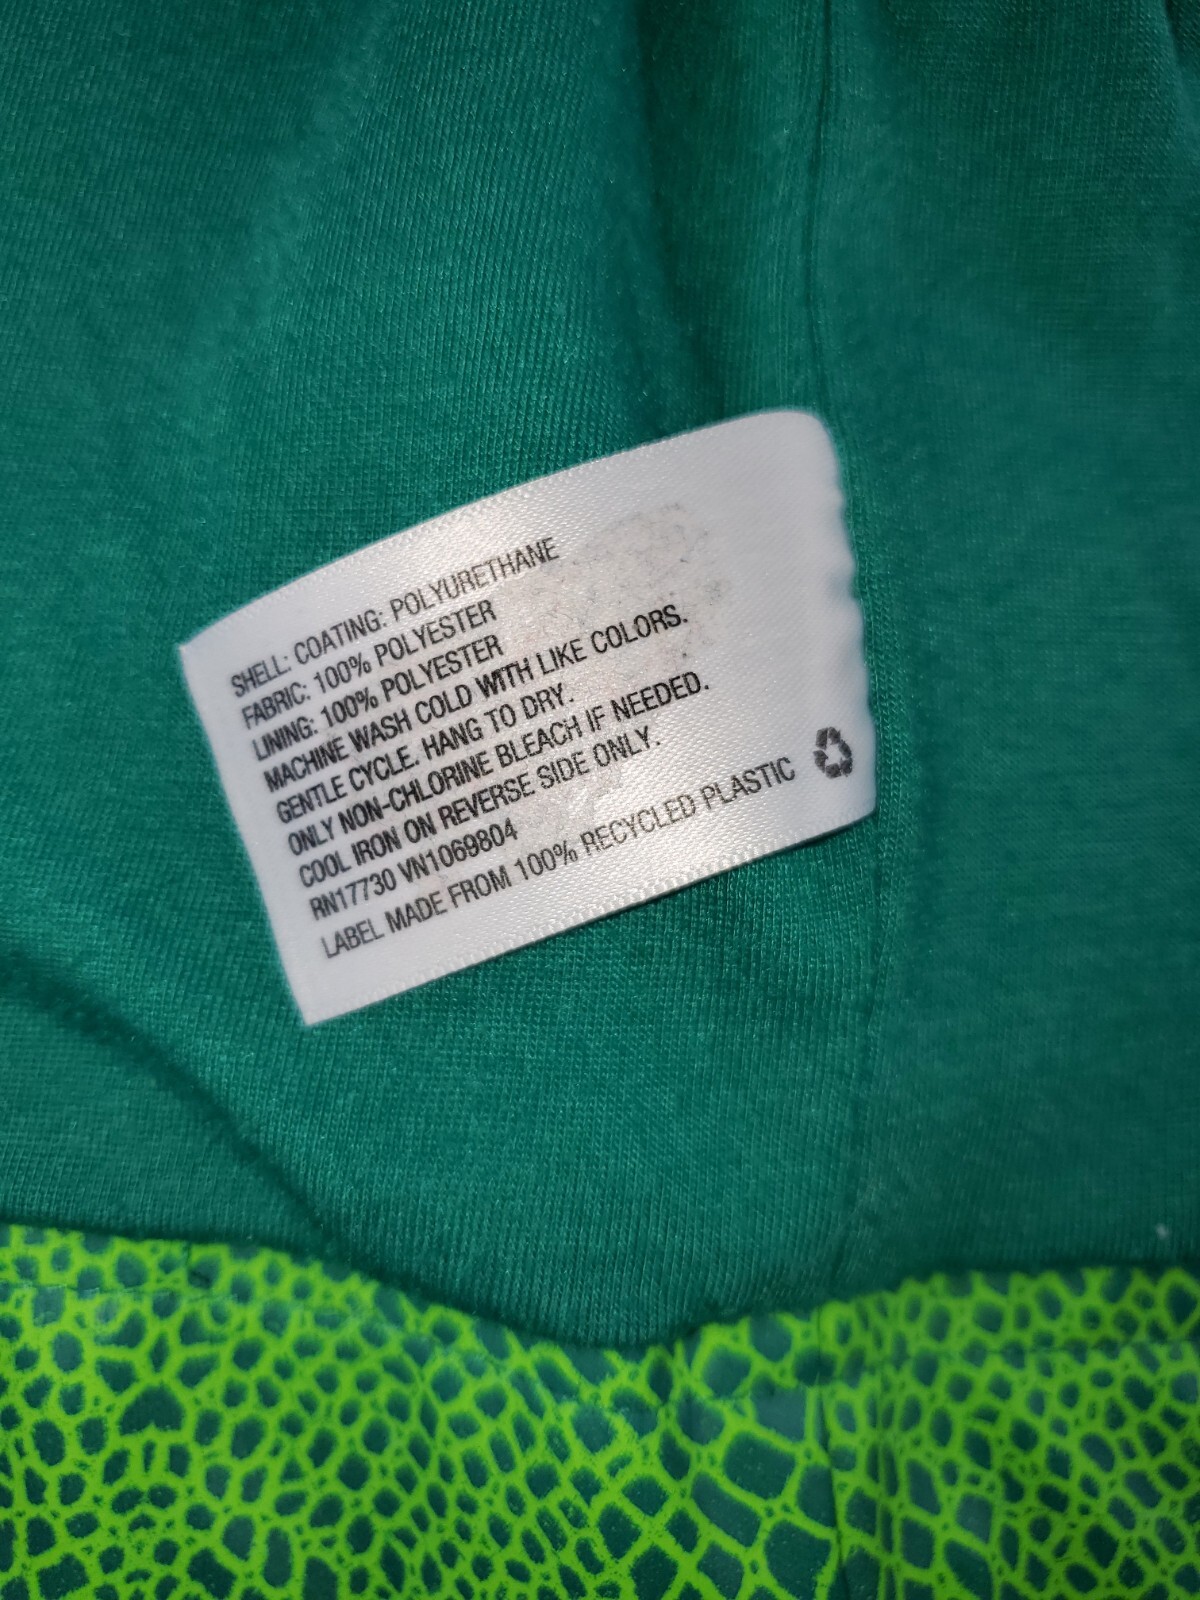 SHELL: COATING: POLYURETHANE
FABRIC: 100% POLYESTER
LINING: 100% POLYESTER
MACHINE WASH COLD WITH LIKE COLORS.
GENTLE CYCLE. HANG TO DRY.
ONLY NON-CHLORINE BLEACH IF NEEDED.
COOL IRON ON REVERSE SIDE ONLY.
RN17730 VN1069804
LABEL MADE FROM 100% RECYCLED PLASTIC